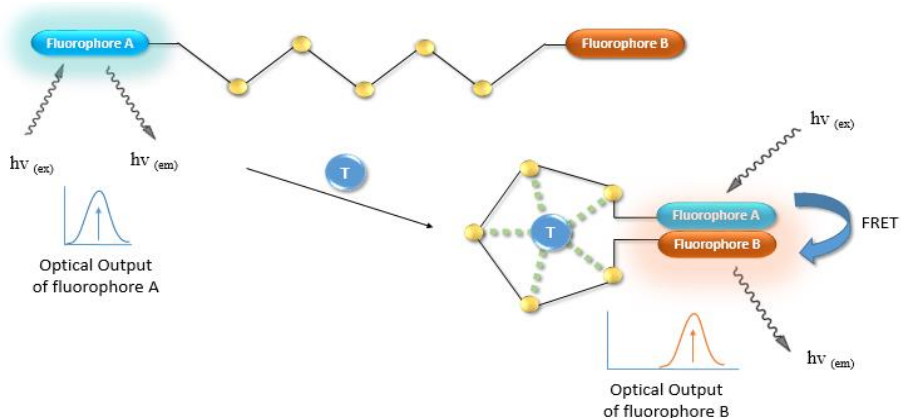 Fluorophore A
Fluorophore B
hv (ex)
hv (em)
Optical Output
of fluorophore A
T
hv (ex)
T
Fluorophore A
Fluorophore B
FRET
hv (em)
Optical Output
of fluorophore B